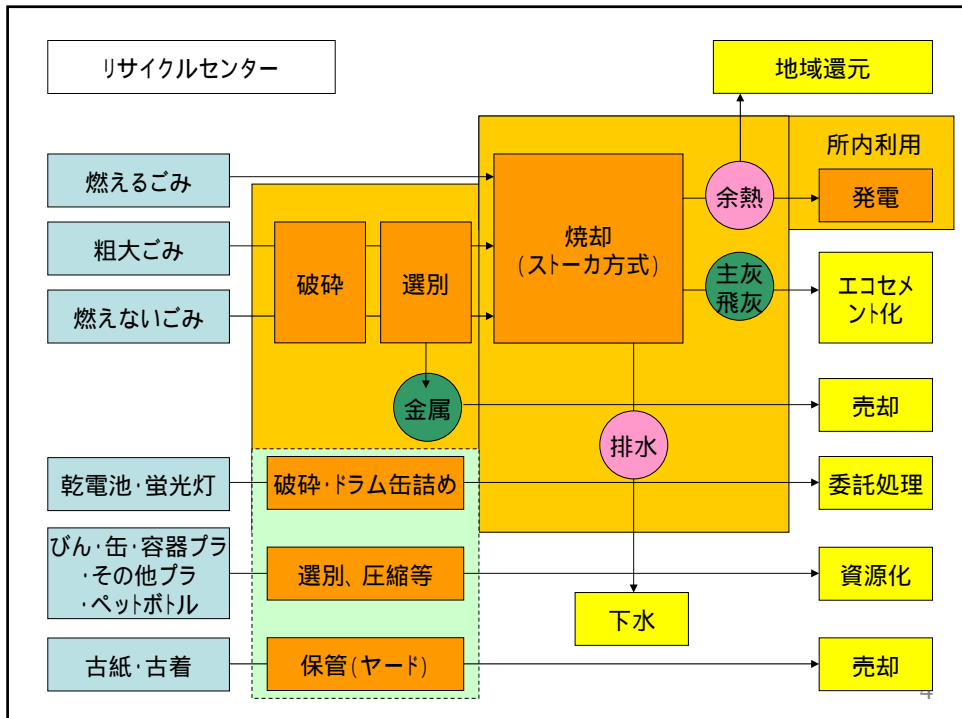 リサイクルセンター
地域還元
所内利用
燃えるごみ
余熱
発電
粗大ごみ
破砕
選別
焼却
(ストーカ方式)
主灰
飛灰
エコセメ
ント化
燃えないごみ
金属
売却
排水
乾電池・蛍光灯
破砕・ドラム缶詰め
委託処理
びん・缶・容器プラ
・その他プラ
・ペットボトル
選別、圧縮等
資源化
下水
古紙・古着
保管(ヤード)
売却
4